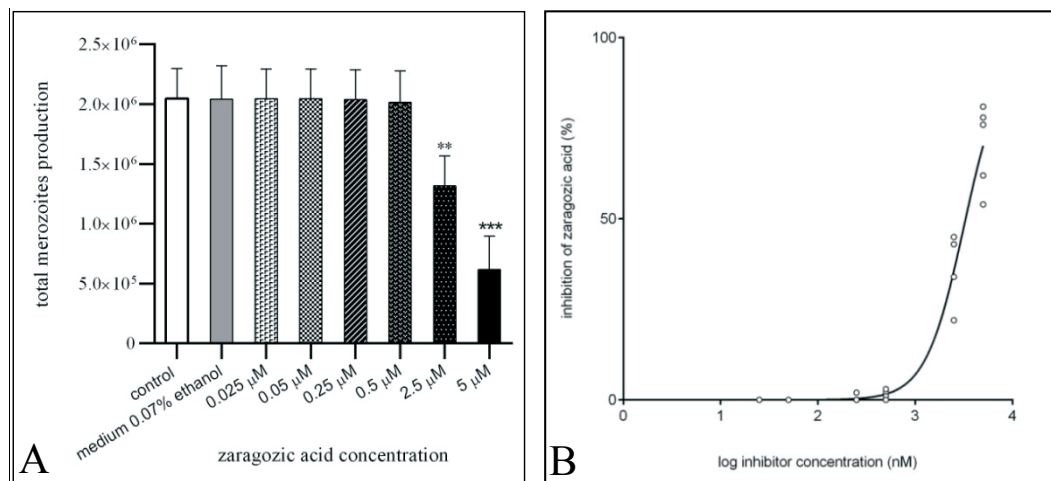 2.5×10⁶
2.0×10⁶
1.5×10⁶
1.0×10⁶
5.0×10⁵
0
total merozoites production
**
***
control
medium 0.07% ethanol
0.025 µM
0.05 µM
0.25 µM
0.5 µM
2.5 µM
5 µM
zaragozic acid concentration
A
100
50
0
inhibition of zaragozic acid (%)
0 1 2 3 4
log inhibitor concentration (nM)
B